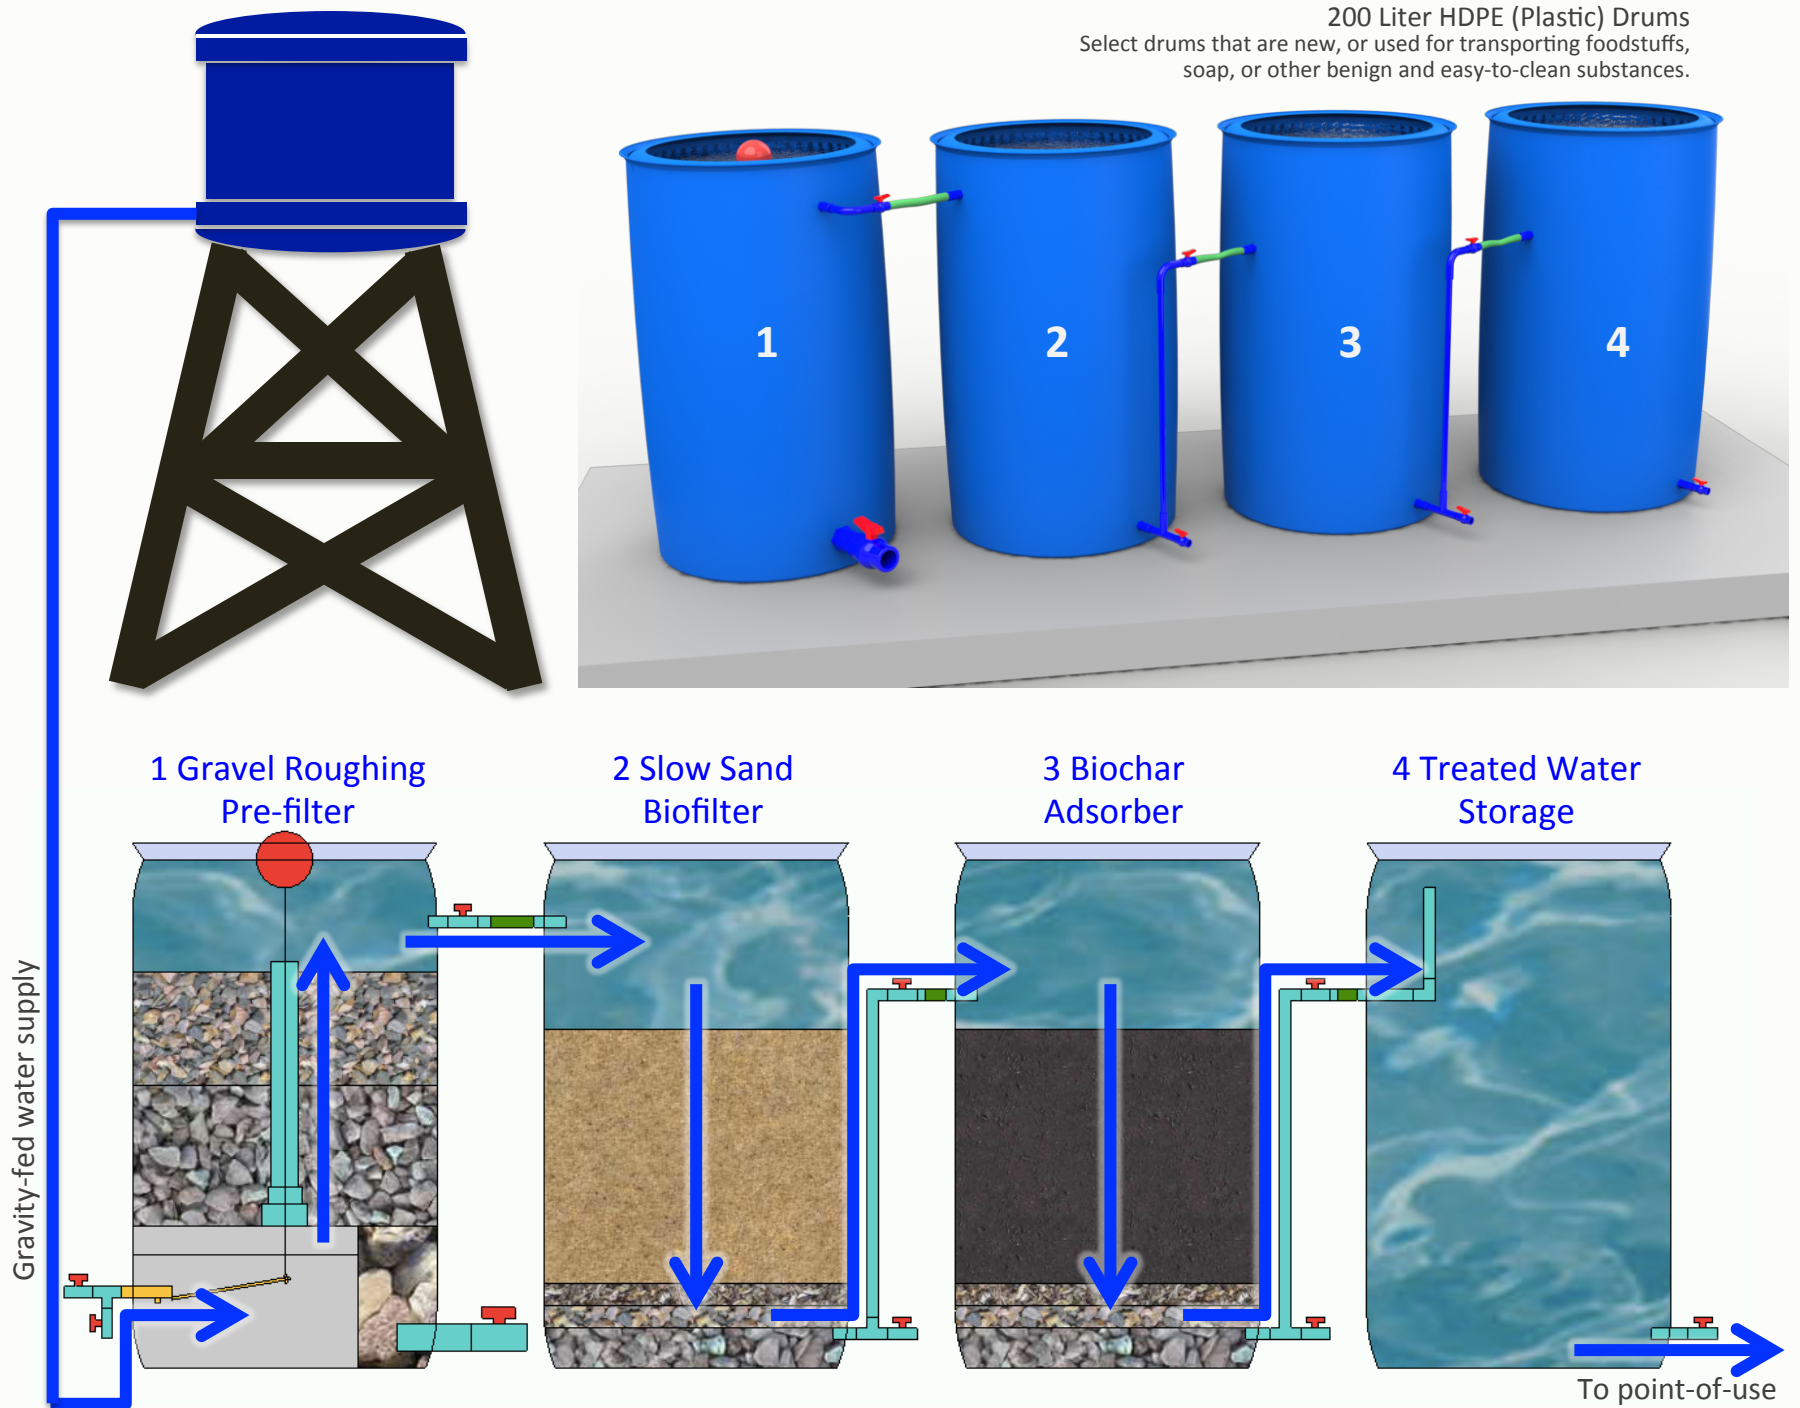 200 Liter HDPE (Plastic) Drums
Select drums that are new, or used for transporting foodstuffs,
soap, or other benign and easy-to-clean substances.
1
2
3
4
1 Gravel Roughing
Pre-filter
2 Slow Sand
Biofilter
3 Biochar
Adsorber
4 Treated Water
Storage
Gravity-fed water supply
To point-of-use